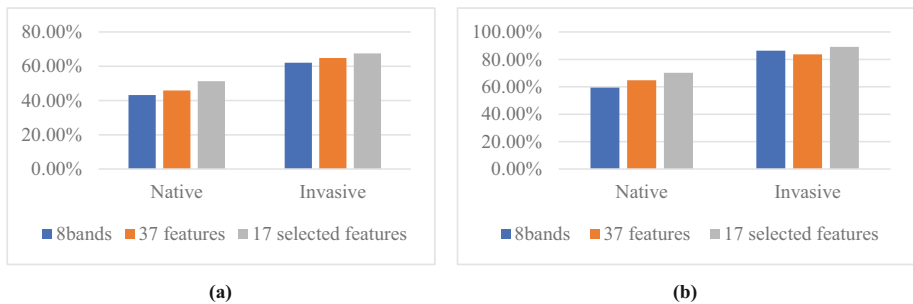 80.00%
60.00%
40.00%
20.00%
0.00%
Native Invasive
8bands 37 features 17 selected features
(a)
100.00%
80.00%
60.00%
40.00%
20.00%
0.00%
Native Invasive
8bands 37 features 17 selected features
(b)